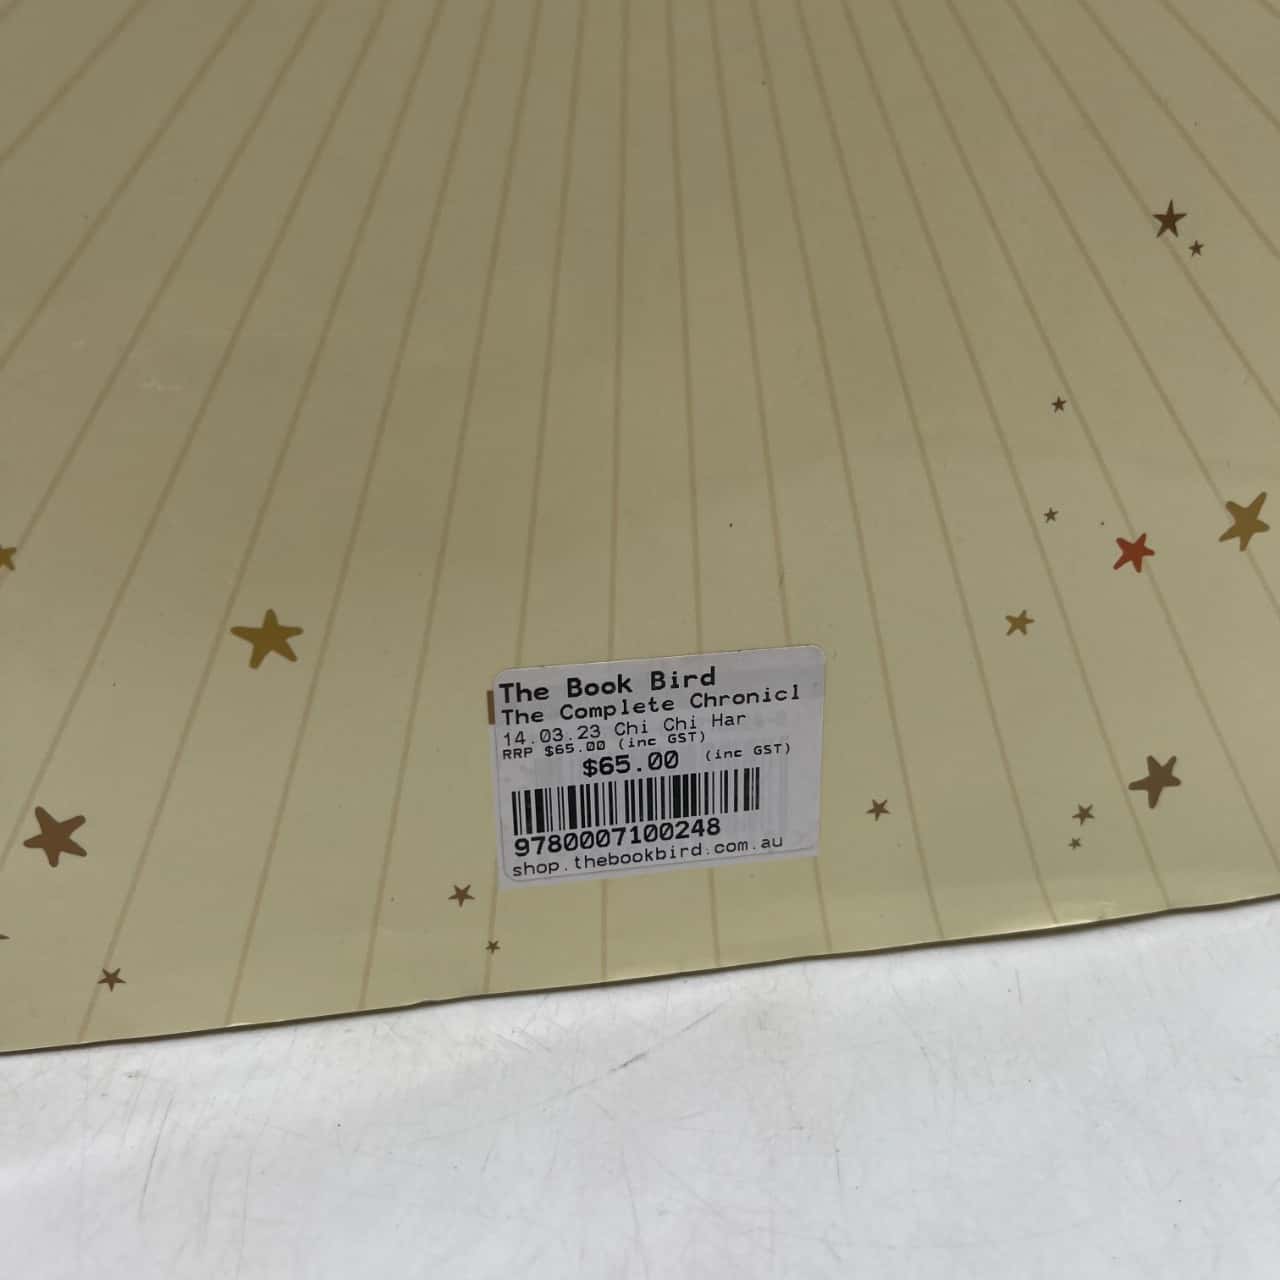 The Book Bird
The Complete Chronicl
14.03.23 Chi Chi Har
RRP $65.00 (inc GST)
$65.00 (inc GST)
9780007100248
shop.thebookbird.com.au